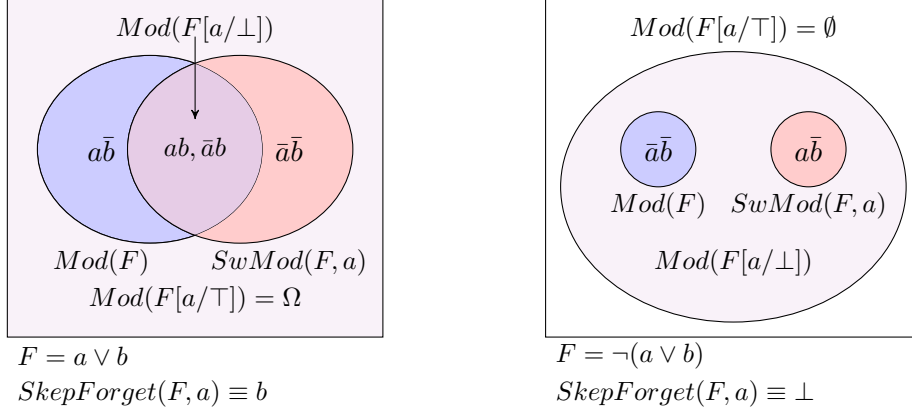 Mod(F[a/⊥])
ab̄
ab, āb
āb̄
Mod(F)
SwMod(F, a)
Mod(F[a/⊤]) = Ω
F = a ∨ b
SkepForget(F, a) ≡ b
Mod(F[a/⊤]) = ∅
āb̄
ab̄
Mod(F)
SwMod(F, a)
Mod(F[a/⊥])
F = ¬(a ∨ b)
SkepForget(F, a) ≡ ⊥